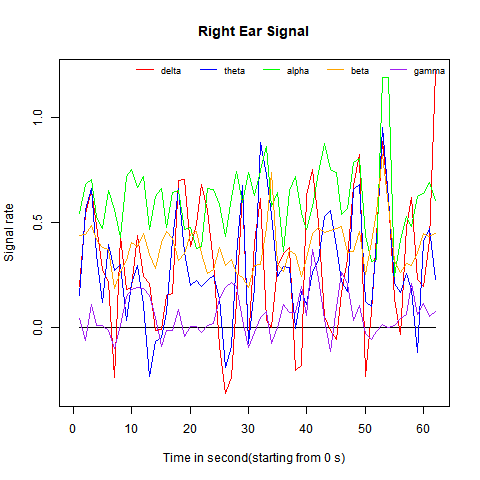 Right Ear Signal
delta theta alpha beta gamma
Signal rate
0.0 0.5 1.0
0 10 20 30 40 50 60
Time in second(starting from 0 s)